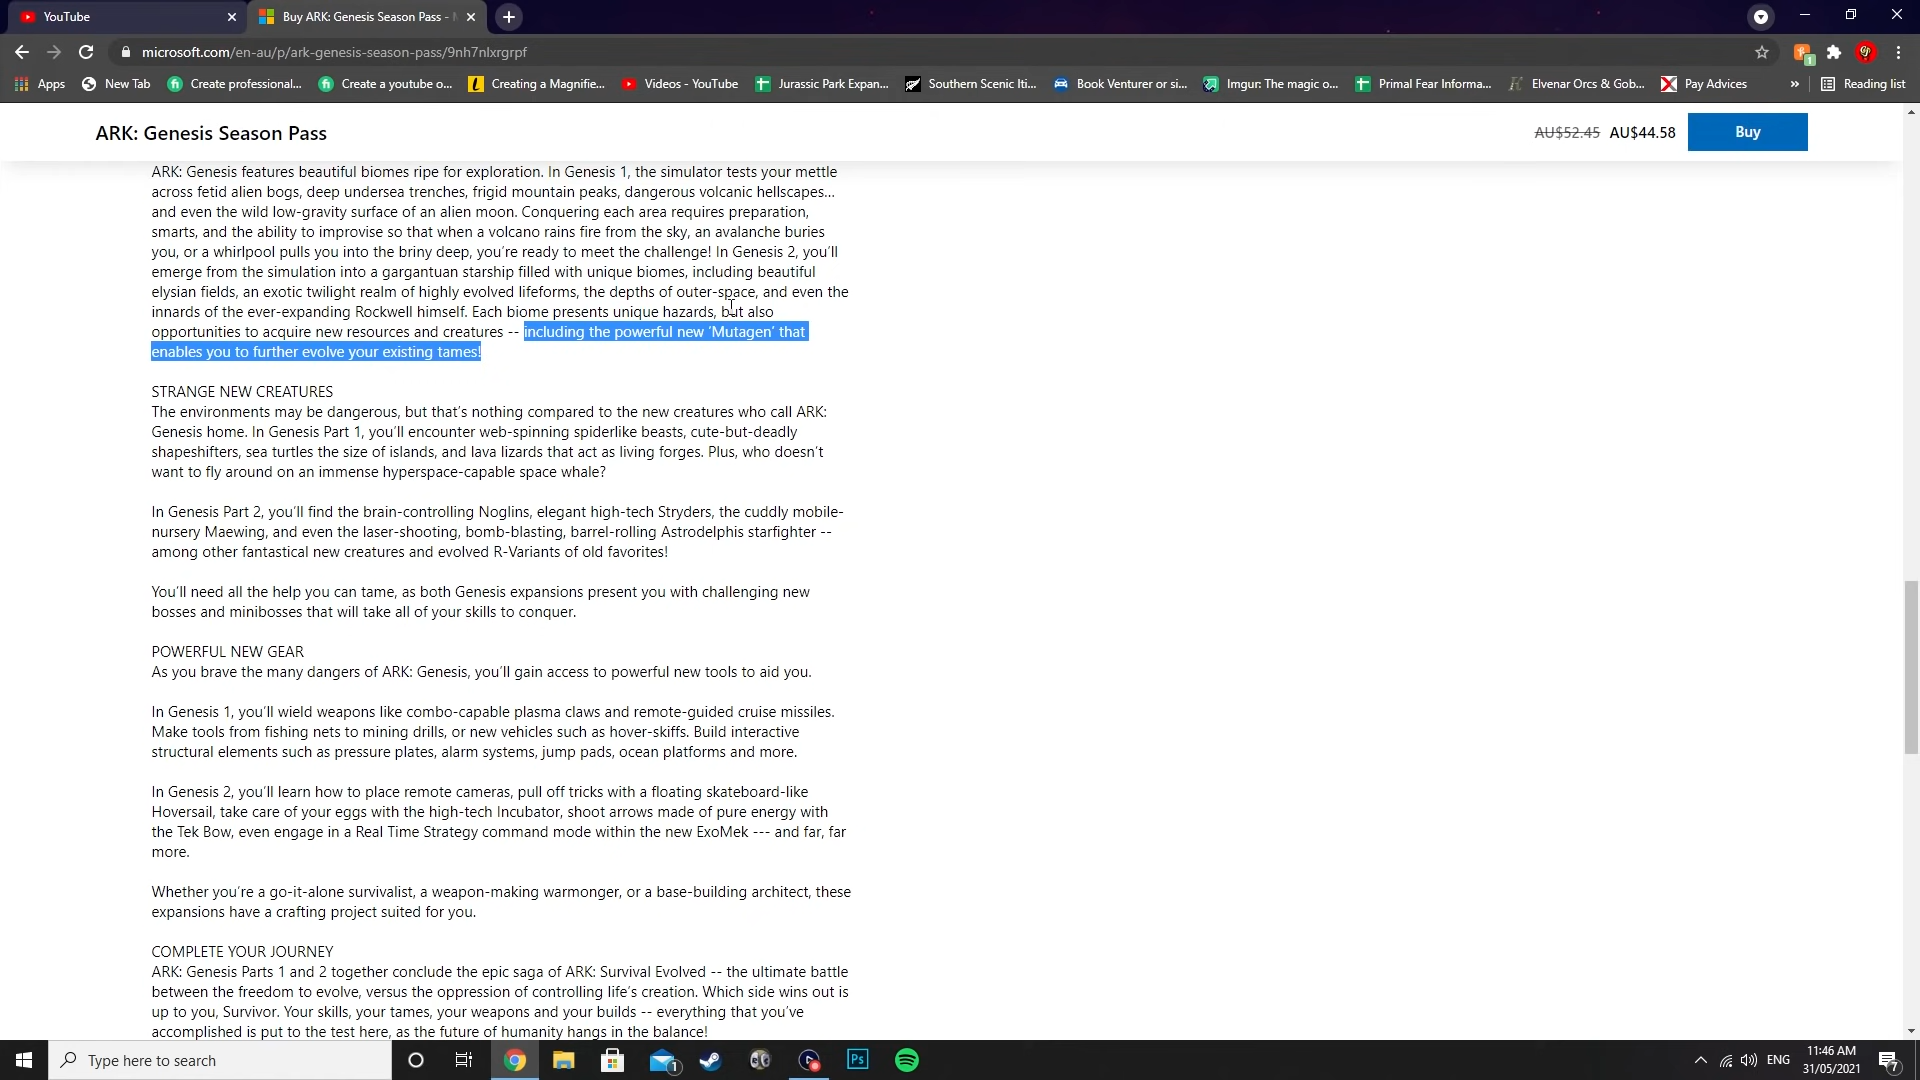 YouTube
Buy ARK: Genesis Season Pass -
microsoft.com/en-au/p/ark-genesis-season-pass/9nh7nlxrgrpf
1
Apps
New Tab
Create professional...
Create a youtube o...
Creating a Magnifie...
Videos - YouTube
Jurassic Park Expan...
Southern Scenic Iti...
Book Venturer or si...
Imgur: The magic o...
Primal Fear Informa...
Elvenar Orcs & Gob...
Pay Advices
»
Reading list
ARK: Genesis Season Pass
AU$52.45 AU$44.58
Buy
ARK: Genesis features beautiful biomes ripe for exploration. In Genesis 1, the simulator tests your mettle
across fetid alien bogs, deep undersea trenches, frigid mountain peaks, dangerous volcanic hellscapes…
and even the wild low-gravity surface of an alien moon. Conquering each area requires preparation,
smarts, and the ability to improvise so that when a volcano rains fire from the sky, an avalanche buries
you, or a whirlpool pulls you into the briny deep, you’re ready to meet the challenge! In Genesis 2, you’ll
emerge from the simulation into a gargantuan starship filled with unique biomes, including beautiful
elysian fields, an exotic twilight realm of highly evolved lifeforms, the depths of outer-space, and even the
innards of the ever-expanding Rockwell himself. Each biome presents unique hazards, but also
opportunities to acquire new resources and creatures -- including the powerful new ‘Mutagen’ that
enables you to further evolve your existing tames!
STRANGE NEW CREATURES
The environments may be dangerous, but that’s nothing compared to the new creatures who call ARK:
Genesis home. In Genesis Part 1, you’ll encounter web-spinning spiderlike beasts, cute-but-deadly
shapeshifters, sea turtles the size of islands, and lava lizards that act as living forges. Plus, who doesn’t
want to fly around on an immense hyperspace-capable space whale?
In Genesis Part 2, you’ll find the brain-controlling Noglins, elegant high-tech Stryders, the cuddly mobile-
nursery Maewing, and even the laser-shooting, bomb-blasting, barrel-rolling Astrodelphis starfighter --
among other fantastical new creatures and evolved R-Variants of old favorites!
You’ll need all the help you can tame, as both Genesis expansions present you with challenging new
bosses and minibosses that will take all of your skills to conquer.
POWERFUL NEW GEAR
As you brave the many dangers of ARK: Genesis, you’ll gain access to powerful new tools to aid you.
In Genesis 1, you’ll wield weapons like combo-capable plasma claws and remote-guided cruise missiles.
Make tools from fishing nets to mining drills, or new vehicles such as hover-skiffs. Build interactive
structural elements such as pressure plates, alarm systems, jump pads, ocean platforms and more.
In Genesis 2, you’ll learn how to place remote cameras, pull off tricks with a floating skateboard-like
Hoversail, take care of your eggs with the high-tech Incubator, shoot arrows made of pure energy with
the Tek Bow, even engage in a Real Time Strategy command mode within the new ExoMek --- and far, far
more.
Whether you’re a go-it-alone survivalist, a weapon-making warmonger, or a base-building architect, these
expansions have a crafting project suited for you.
COMPLETE YOUR JOURNEY
ARK: Genesis Parts 1 and 2 together conclude the epic saga of ARK: Survival Evolved -- the ultimate battle
between the freedom to evolve, versus the oppression of controlling life’s creation. Which side wins out is
up to you, Survivor. Your skills, your tames, your weapons and your builds -- everything that you’ve
accomplished is put to the test here, as the future of humanity hangs in the balance!
Type here to search
1
Ps
ENG
11:46 AM
31/05/2021
7